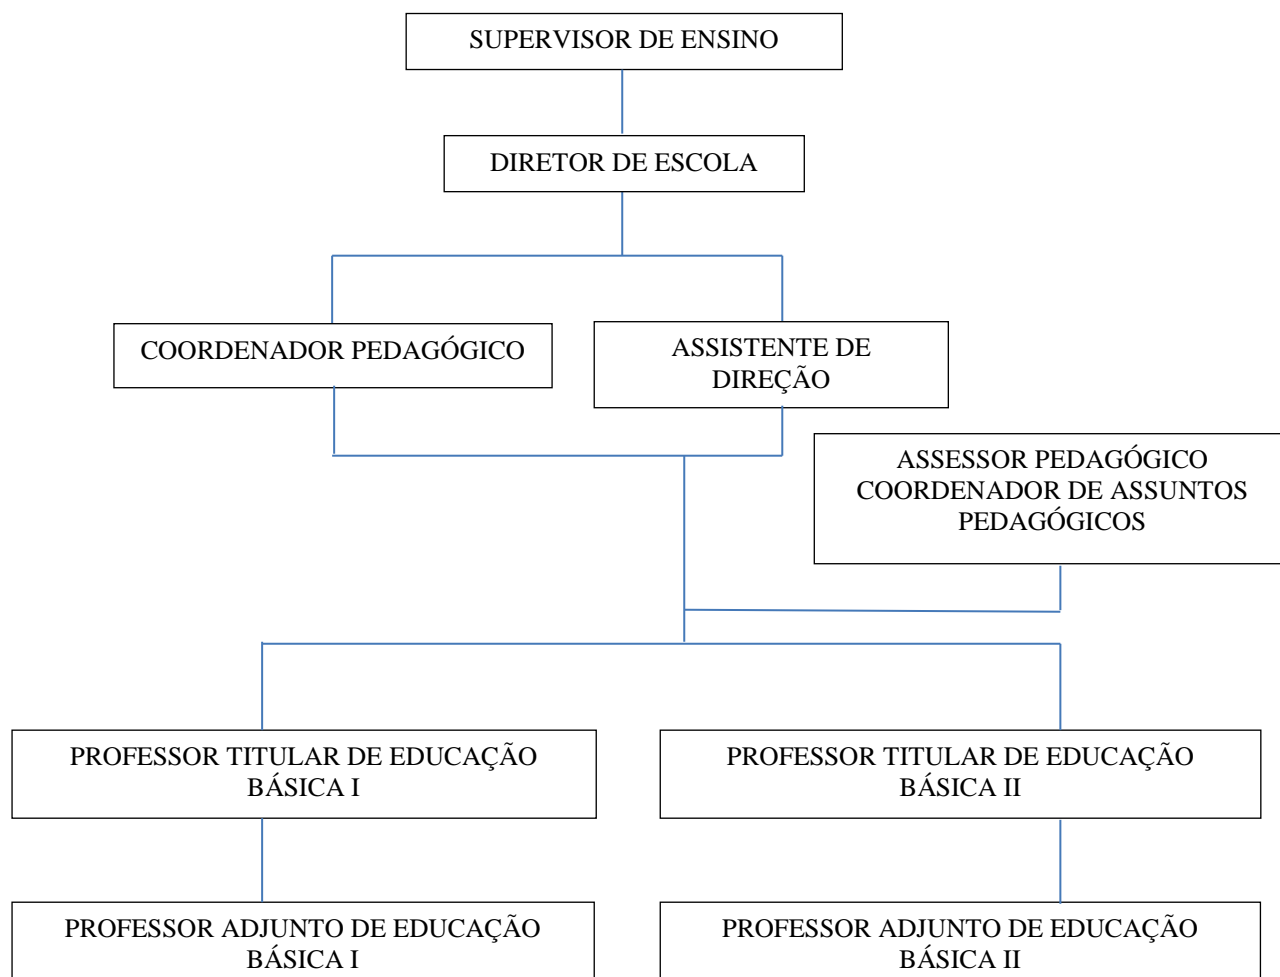 SUPERVISOR DE ENSINO
DIRETOR DE ESCOLA
COORDENADOR PEDAGÓGICO
ASSISTENTE DE
DIREÇÃO
ASSESSOR PEDAGÓGICO
COORDENADOR DE ASSUNTOS
PEDAGÓGICOS
PROFESSOR TITULAR DE EDUCAÇÃO
BÁSICA I
PROFESSOR TITULAR DE EDUCAÇÃO
BÁSICA II
PROFESSOR ADJUNTO DE EDUCAÇÃO
BÁSICA I
PROFESSOR ADJUNTO DE EDUCAÇÃO
BÁSICA II